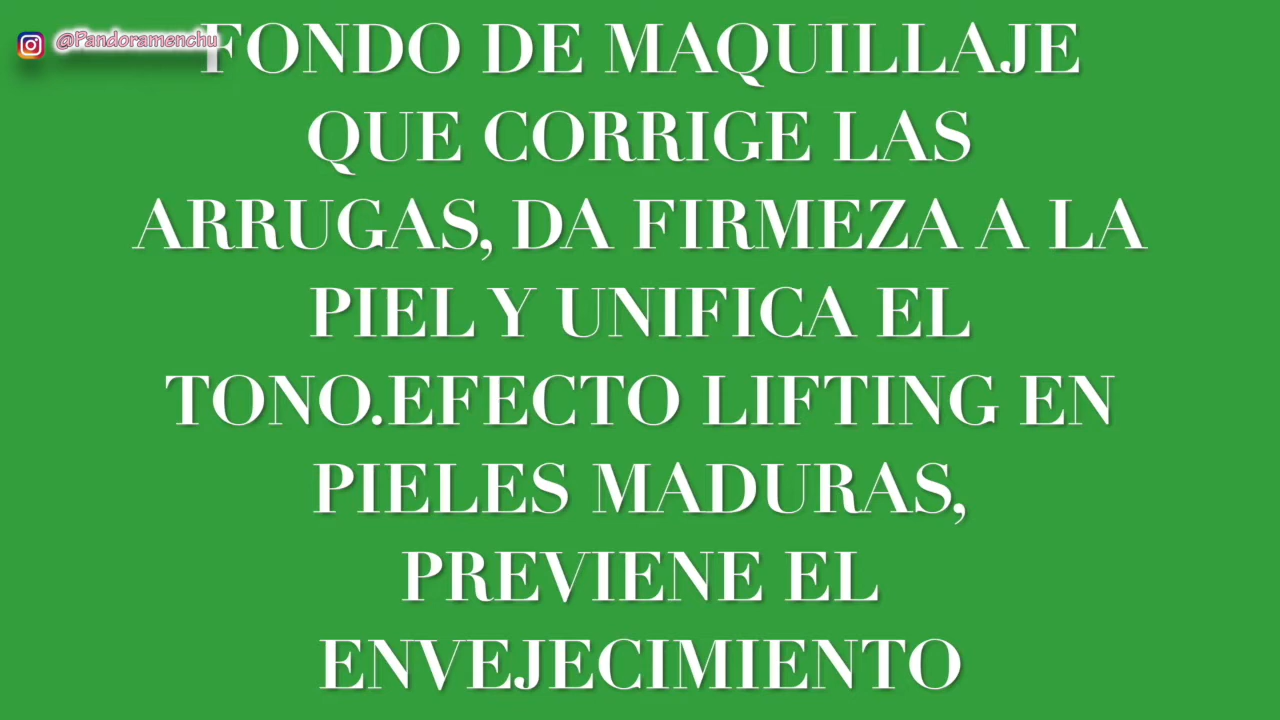 @Pandoramenchu
FONDO DE MAQUILLAJE
QUE CORRIGE LAS
ARRUGAS, DA FIRMEZA A LA
PIEL Y UNIFICA EL
TONO.EFECTO LIFTING EN
PIELES MADURAS,
PREVIENE EL
ENVEJECIMIENTO